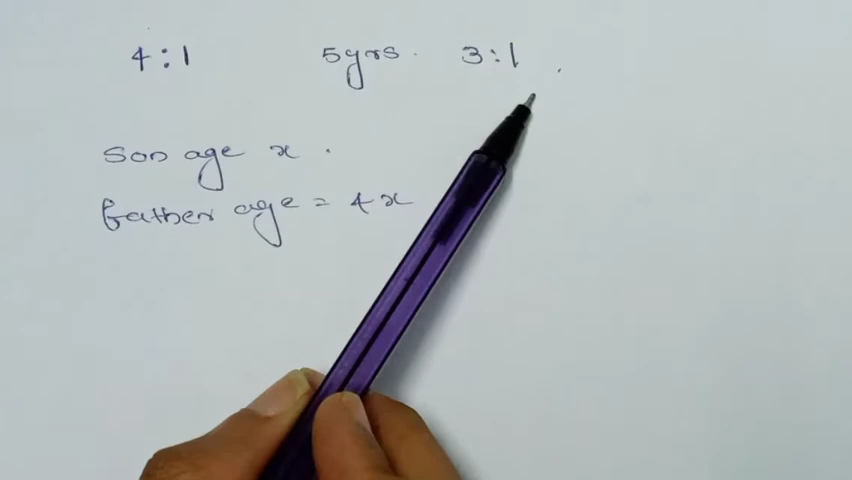 4:1 5yrs. 3:1
son age x
father age = 4x